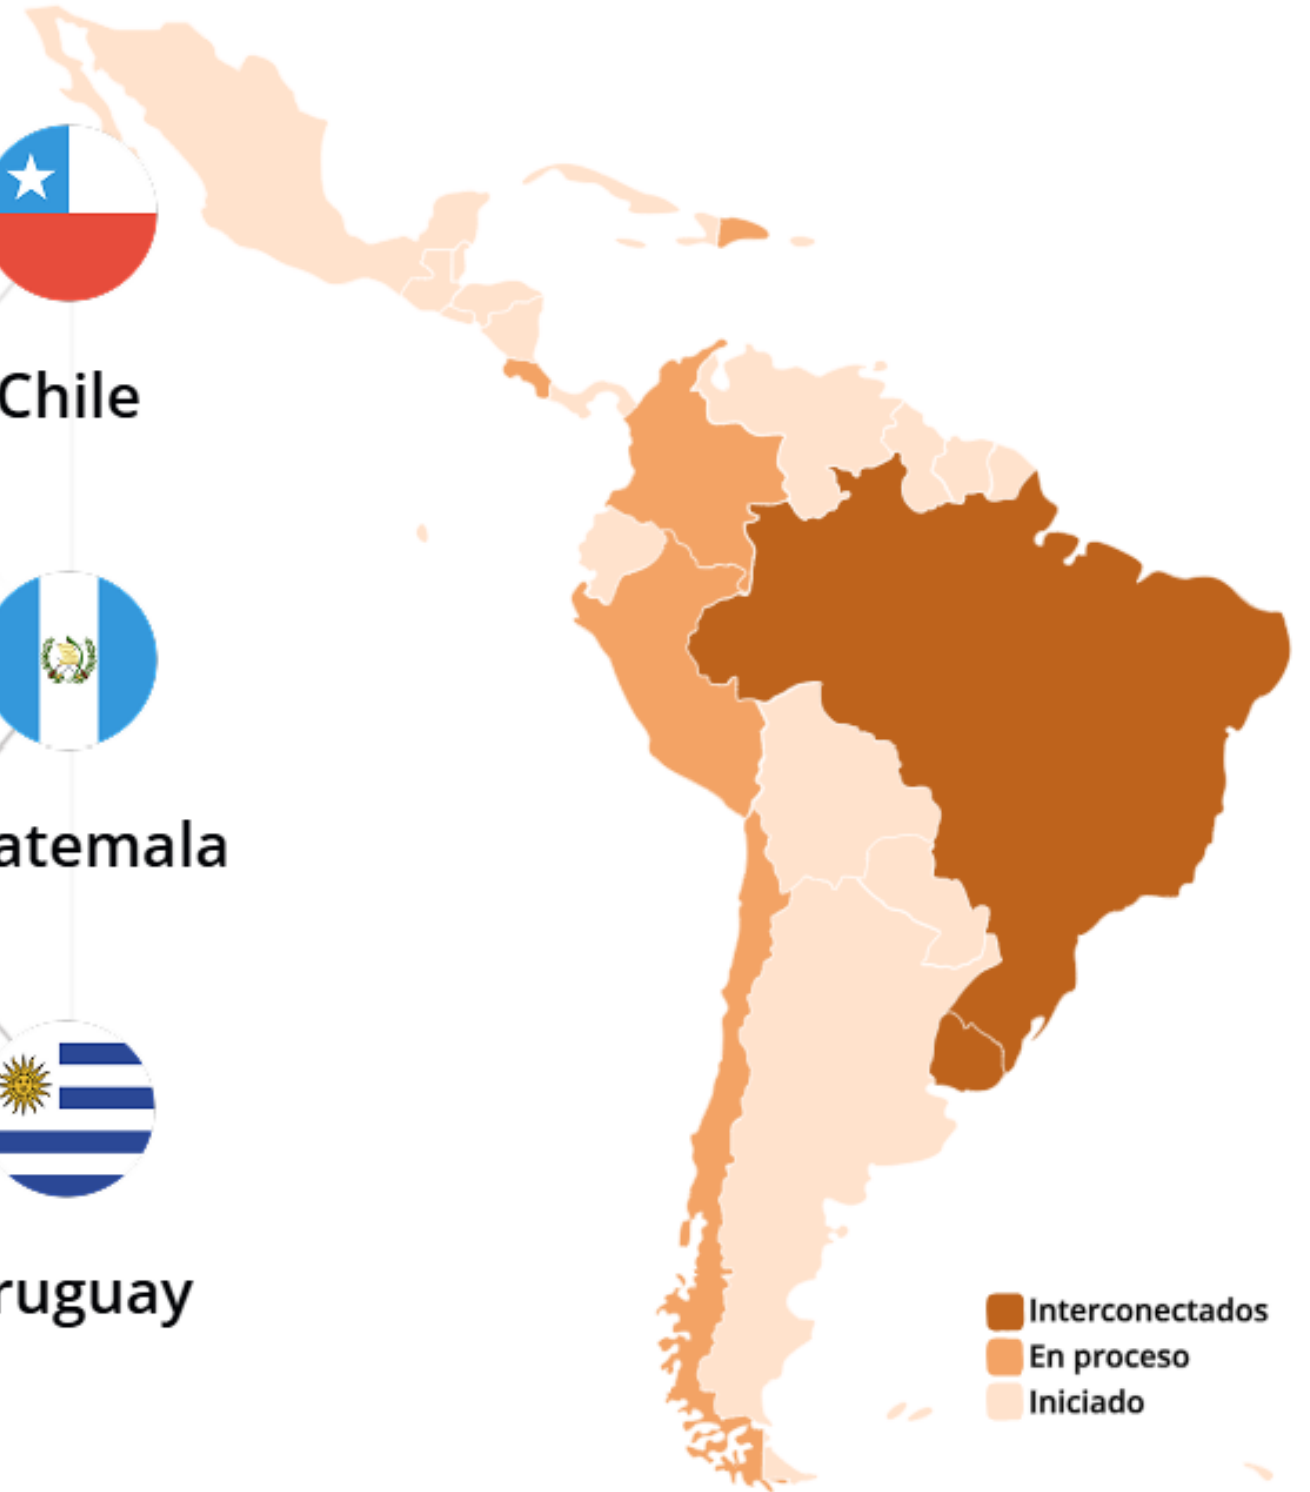 Chile
atemala
ruguay
Interconectados
En proceso
Iniciado